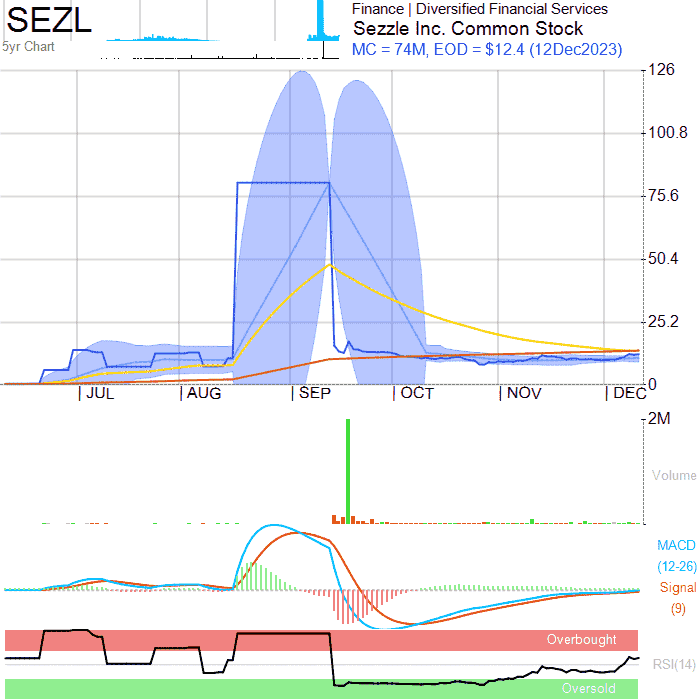 SEZL
5yr Chart
Finance | Diversified Financial Services
Sezzle Inc. Common Stock
MC = 74M, EOD = $12.4 (12Dec2023)
126
100.8
75.6
50.4
25.2
0
JUL AUG SEP OCT NOV DEC
2M
Volume
MACD
(12-26)
Signal
(9)
Overbought
RSI(14)
Oversold